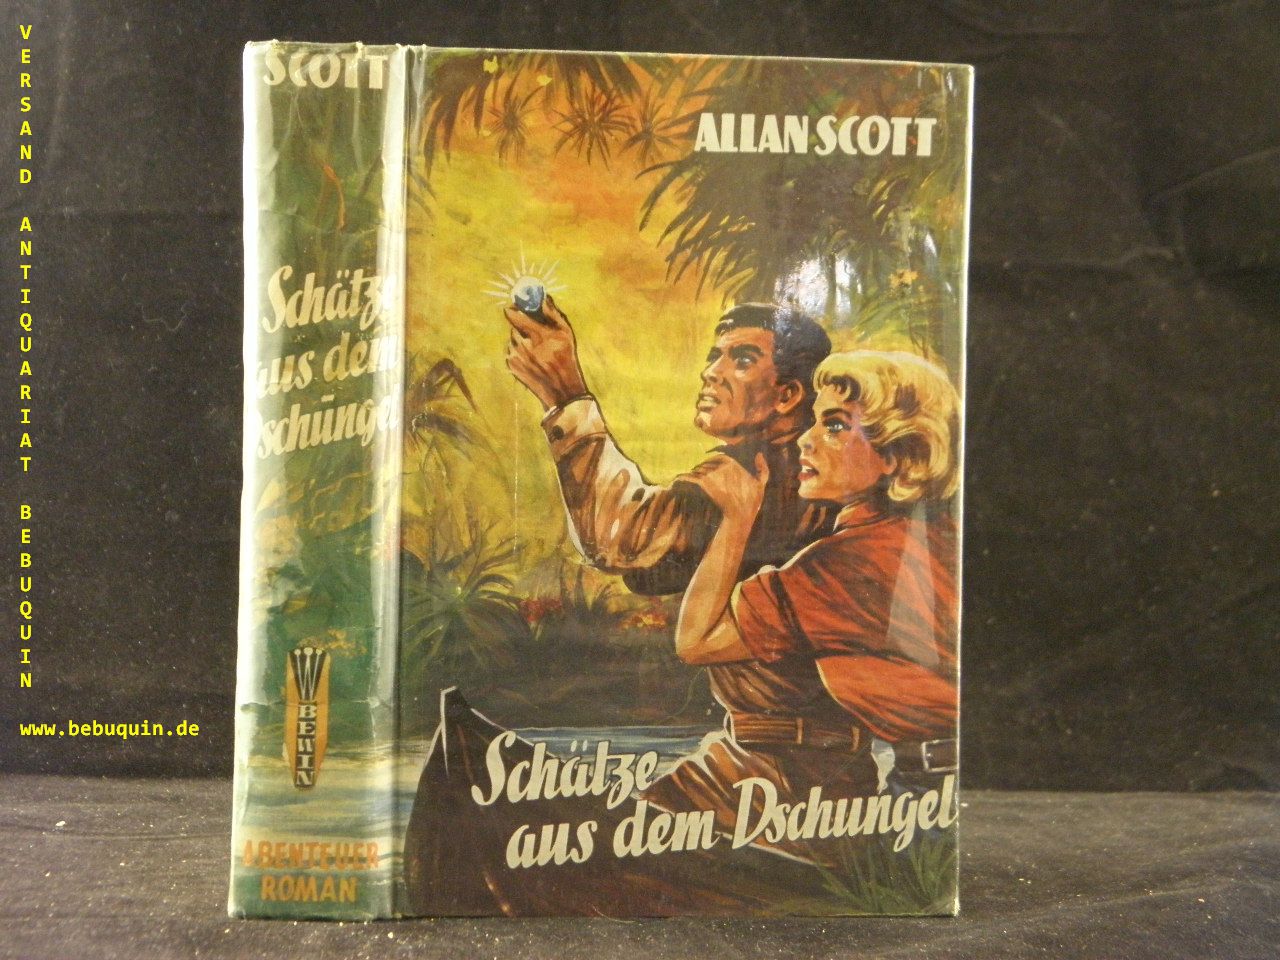 VERSAND ANTIQUARIAT BEBUQUIN
www.bebuquin.de
SCOTT
Schätze
aus dem
Dschungel
BEWIN
ABENTEUER
ROMAN
ALLAN SCOTT
Schätze
aus dem Dschungel